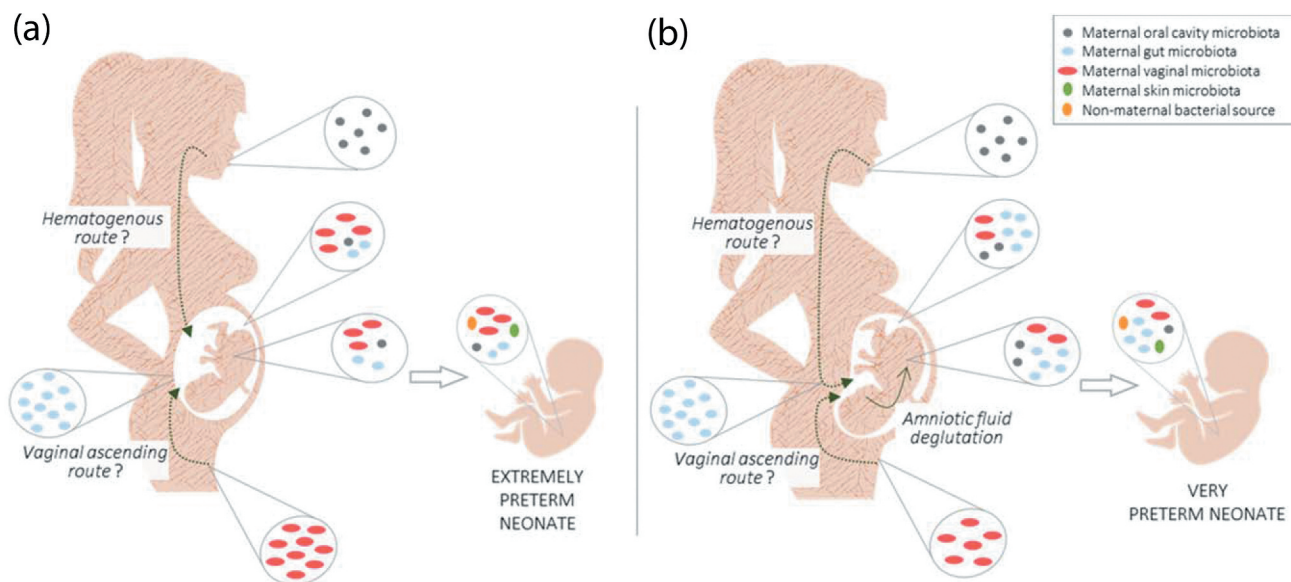 (a)
Hematogenous
route ?
Vaginal ascending
route ?
EXTREMELY
PRETERM
NEONATE
(b)
Maternal oral cavity microbiota
Maternal gut microbiota
Maternal vaginal microbiota
Maternal skin microbiota
Non-maternal bacterial source
Hematogenous
route ?
Amniotic fluid
deglutation
Vaginal ascending
route ?
VERY
PRETERM NEONATE